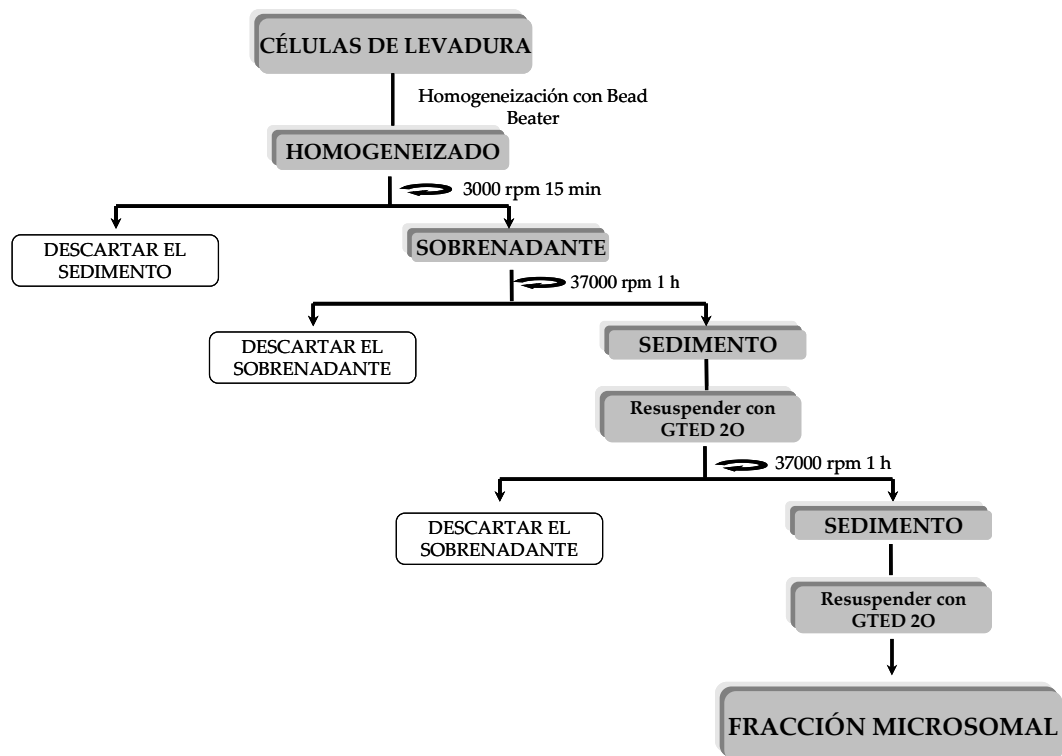 CÉLULAS DE LEVADURA
Homogeneización con Bead
Beater
HOMOGENEIZADO
3000 rpm 15 min
DESCARTAR EL
SEDIMENTO
SOBRENADANTE
37000 rpm 1 h
DESCARTAR EL
SOBRENADANTE
SEDIMENTO
Resuspender con
GTED 2O
37000 rpm 1 h
DESCARTAR EL
SOBRENADANTE
SEDIMENTO
Resuspender con
GTED 2O
FRACCIÓN MICROSOMAL